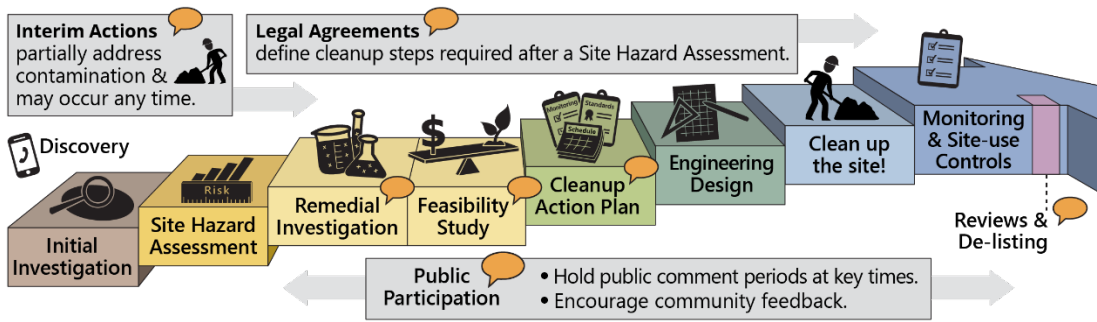 Interim Actions
partially address
contamination &
may occur any time.
Legal Agreements
define cleanup steps required after a Site Hazard Assessment.
Discovery
Initial
Investigation
Risk
Site Hazard
Assessment
Remedial
Investigation
$
Feasibility
Study
Monitoring
Standards
Schedule
Cleanup
Action Plan
Engineering
Design
Clean up
the site!
Monitoring
& Site-use
Controls
Reviews &
De-listing
Public
Participation
• Hold public comment periods at key times.
• Encourage community feedback.